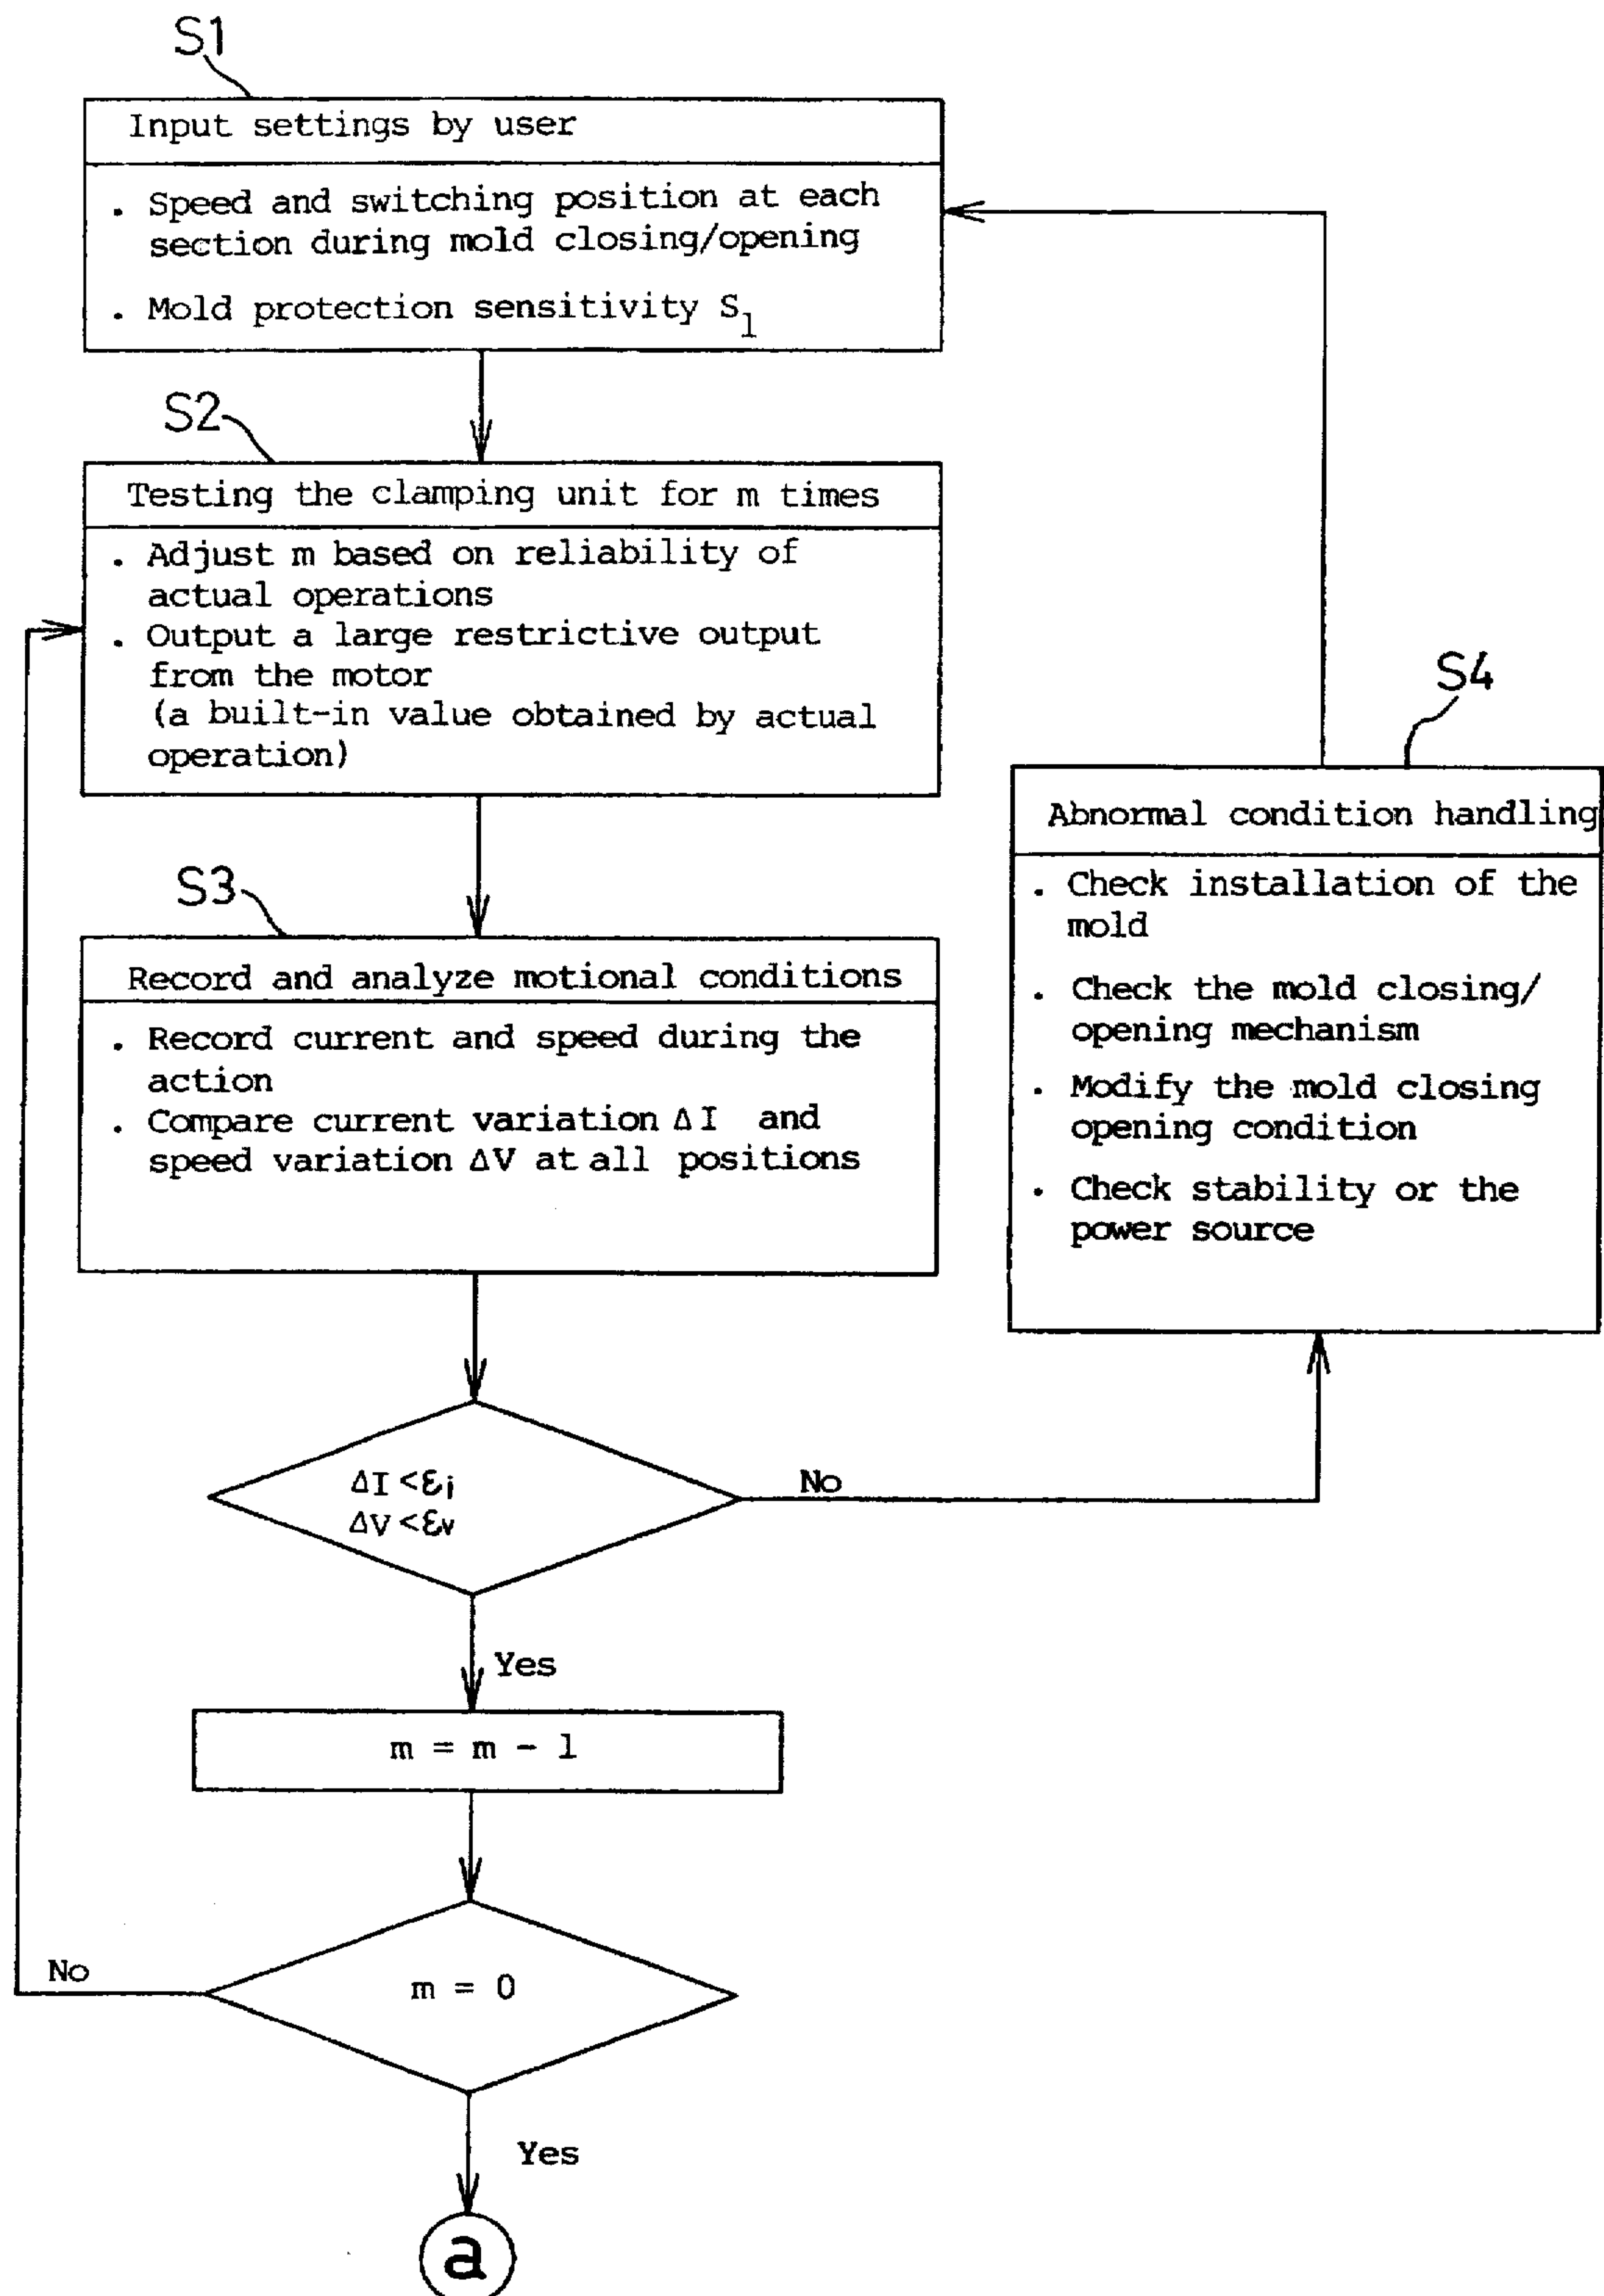 S1
Input settings by user
. Speed and switching position at each
section during mold closing/opening
. Mold protection sensitivity S1
S2
Testing the clamping unit for m times
. Adjust m based on reliability of
actual operations
. Output a large restrictive output
from the motor
(a built-in value obtained by actual
operation)
S3
Record and analyze motional conditions
. Record current and speed during the
action
. Compare current variation ΔI and
speed variation ΔV at all positions
S4
Abnormal condition handling
. Check installation of the
mold
. Check the mold closing/
opening mechanism
. Modify the mold closing
opening condition
. Check stability or the
power source
ΔI <εi
ΔV <εv
No
Yes
m = m - 1
m = 0
No
Yes
a